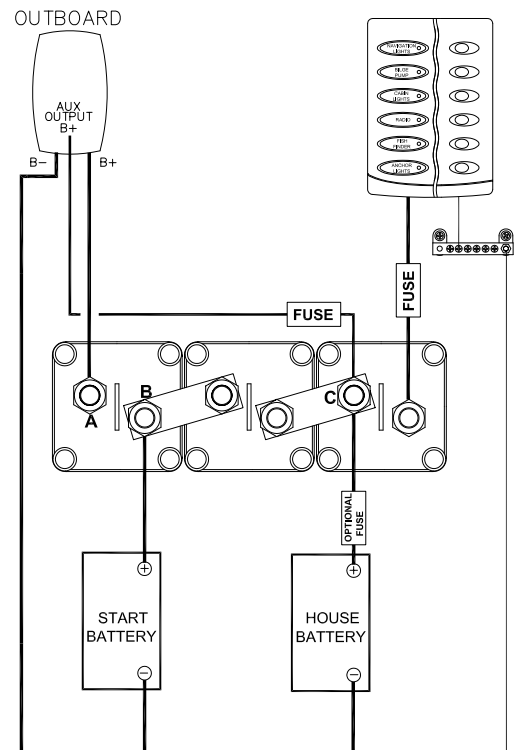 OUTBOARD
AUX
OUTPUT
B+
B−
B+
NAVIGATION
LIGHTS
BILGE
PUMP
CABIN
LIGHTS
RADIO
FISH
FINDER
ANCHOR
LIGHTS
FUSE
FUSE
A
B
C
OPTIONAL
FUSE
START
BATTERY
HOUSE
BATTERY